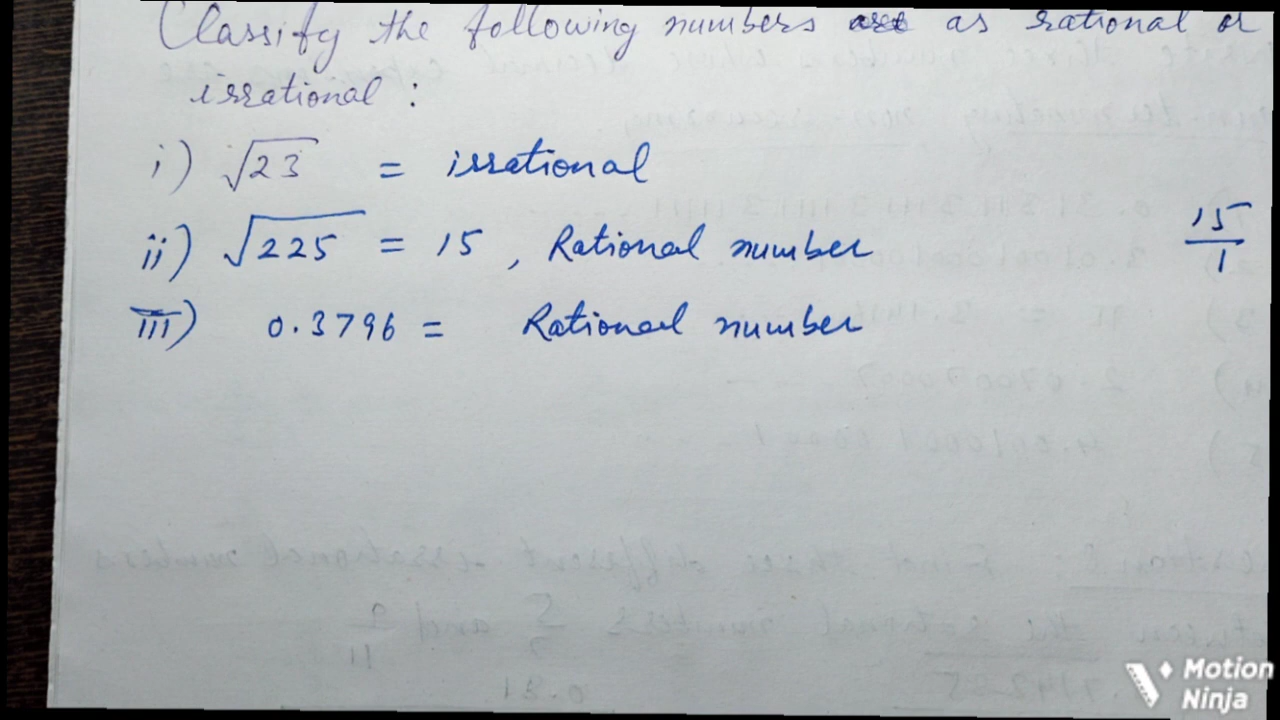 Classify the following numbers as rational or
irrational :
i) √23 = irrational
ii) √225 = 15 , Rational number
15/1
iii) 0.3796 = Rational number
Motion
Ninja